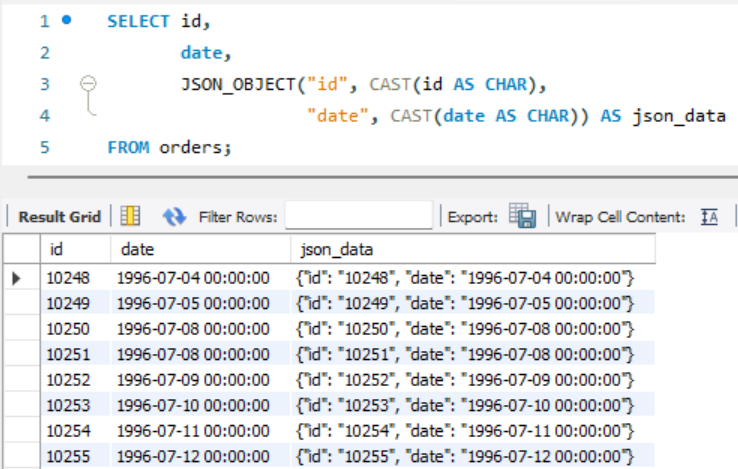 1 SELECT id,
2 date,
3 JSON_OBJECT("id", CAST(id AS CHAR),
4 "date", CAST(date AS CHAR)) AS json_data
5 FROM orders;
Result Grid Filter Rows: Export: Wrap Cell Content: IA
id date json_data
10248 1996-07-04 00:00:00 {"id": "10248", "date": "1996-07-04 00:00:00"}
10249 1996-07-05 00:00:00 {"id": "10249", "date": "1996-07-05 00:00:00"}
10250 1996-07-08 00:00:00 {"id": "10250", "date": "1996-07-08 00:00:00"}
10251 1996-07-08 00:00:00 {"id": "10251", "date": "1996-07-08 00:00:00"}
10252 1996-07-09 00:00:00 {"id": "10252", "date": "1996-07-09 00:00:00"}
10253 1996-07-10 00:00:00 {"id": "10253", "date": "1996-07-10 00:00:00"}
10254 1996-07-11 00:00:00 {"id": "10254", "date": "1996-07-11 00:00:00"}
10255 1996-07-12 00:00:00 {"id": "10255", "date": "1996-07-12 00:00:00"}